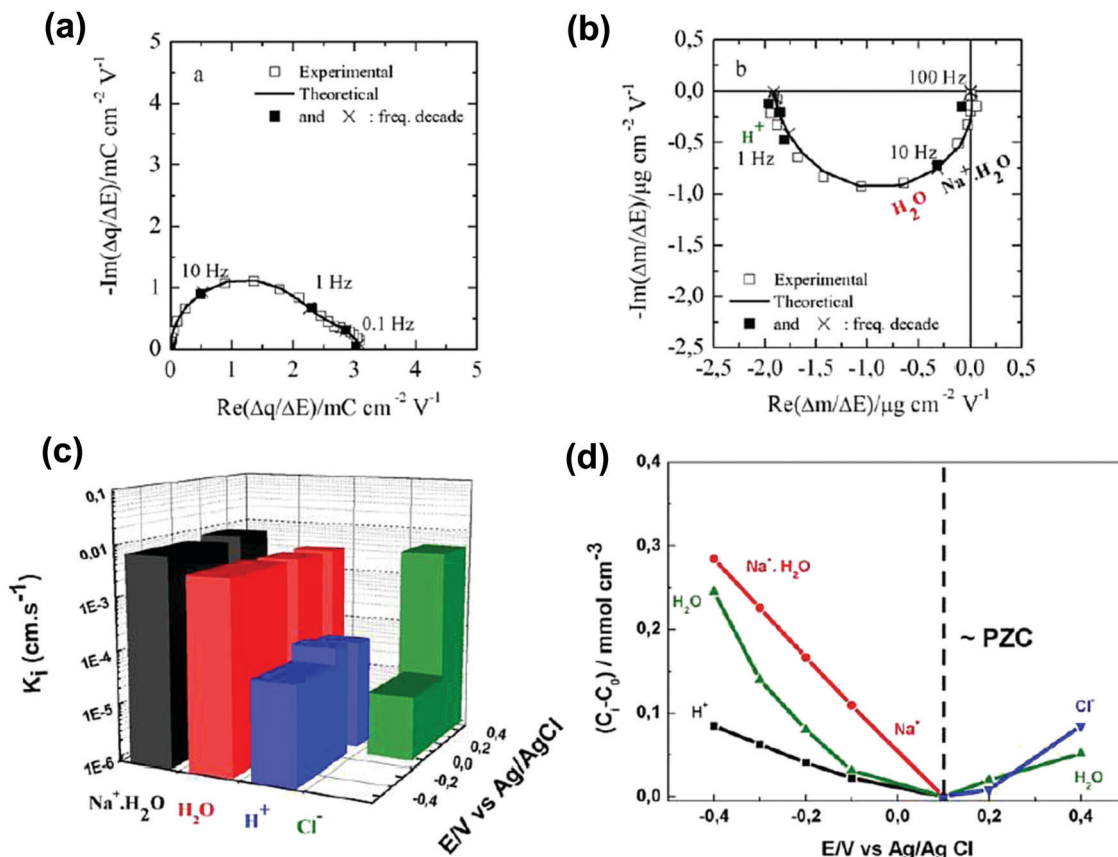 (a)
5
4
3
2
1
0
a
Experimental
Theoretical
and × : freq. decade
10 Hz
1 Hz
0.1 Hz
0 1 2 3 4 5
-Im(Δq/ΔE)/mC cm⁻² V⁻¹
Re(Δq/ΔE)/mC cm⁻² V⁻¹
(b)
0,5
0,0
-0,5
-1,0
-1,5
-2,0
-2,5
b
100 Hz
H⁺
1 Hz
10 Hz
Na⁺.H₂O
H₂O
Experimental
Theoretical
and × : freq. decade
-2,5 -2,0 -1,5 -1,0 -0,5 0,0 0,5
-Im(Δm/ΔE)/μg cm⁻² V⁻¹
Re(Δm/ΔE)/μg cm⁻² V⁻¹
(c)
0,1
0,01
1E-3
1E-4
1E-5
1E-6
Kᵢ (cm.s⁻¹)
Na⁺.H₂O
H₂O
H⁺
Cl⁻
-0,4
-0,2
0,0
0,2
0,4
E/V vs Ag/AgCl
(d)
0,4
0,3
0,2
0,1
0,0
Na⁺.H₂O
H₂O
~ PZC
H⁺
Na⁺
Cl⁻
H₂O
-0,4 -0,2 0,0 0,2 0,4
(Cᵢ-C₀) / mmol cm⁻³
E/V vs Ag/Ag Cl